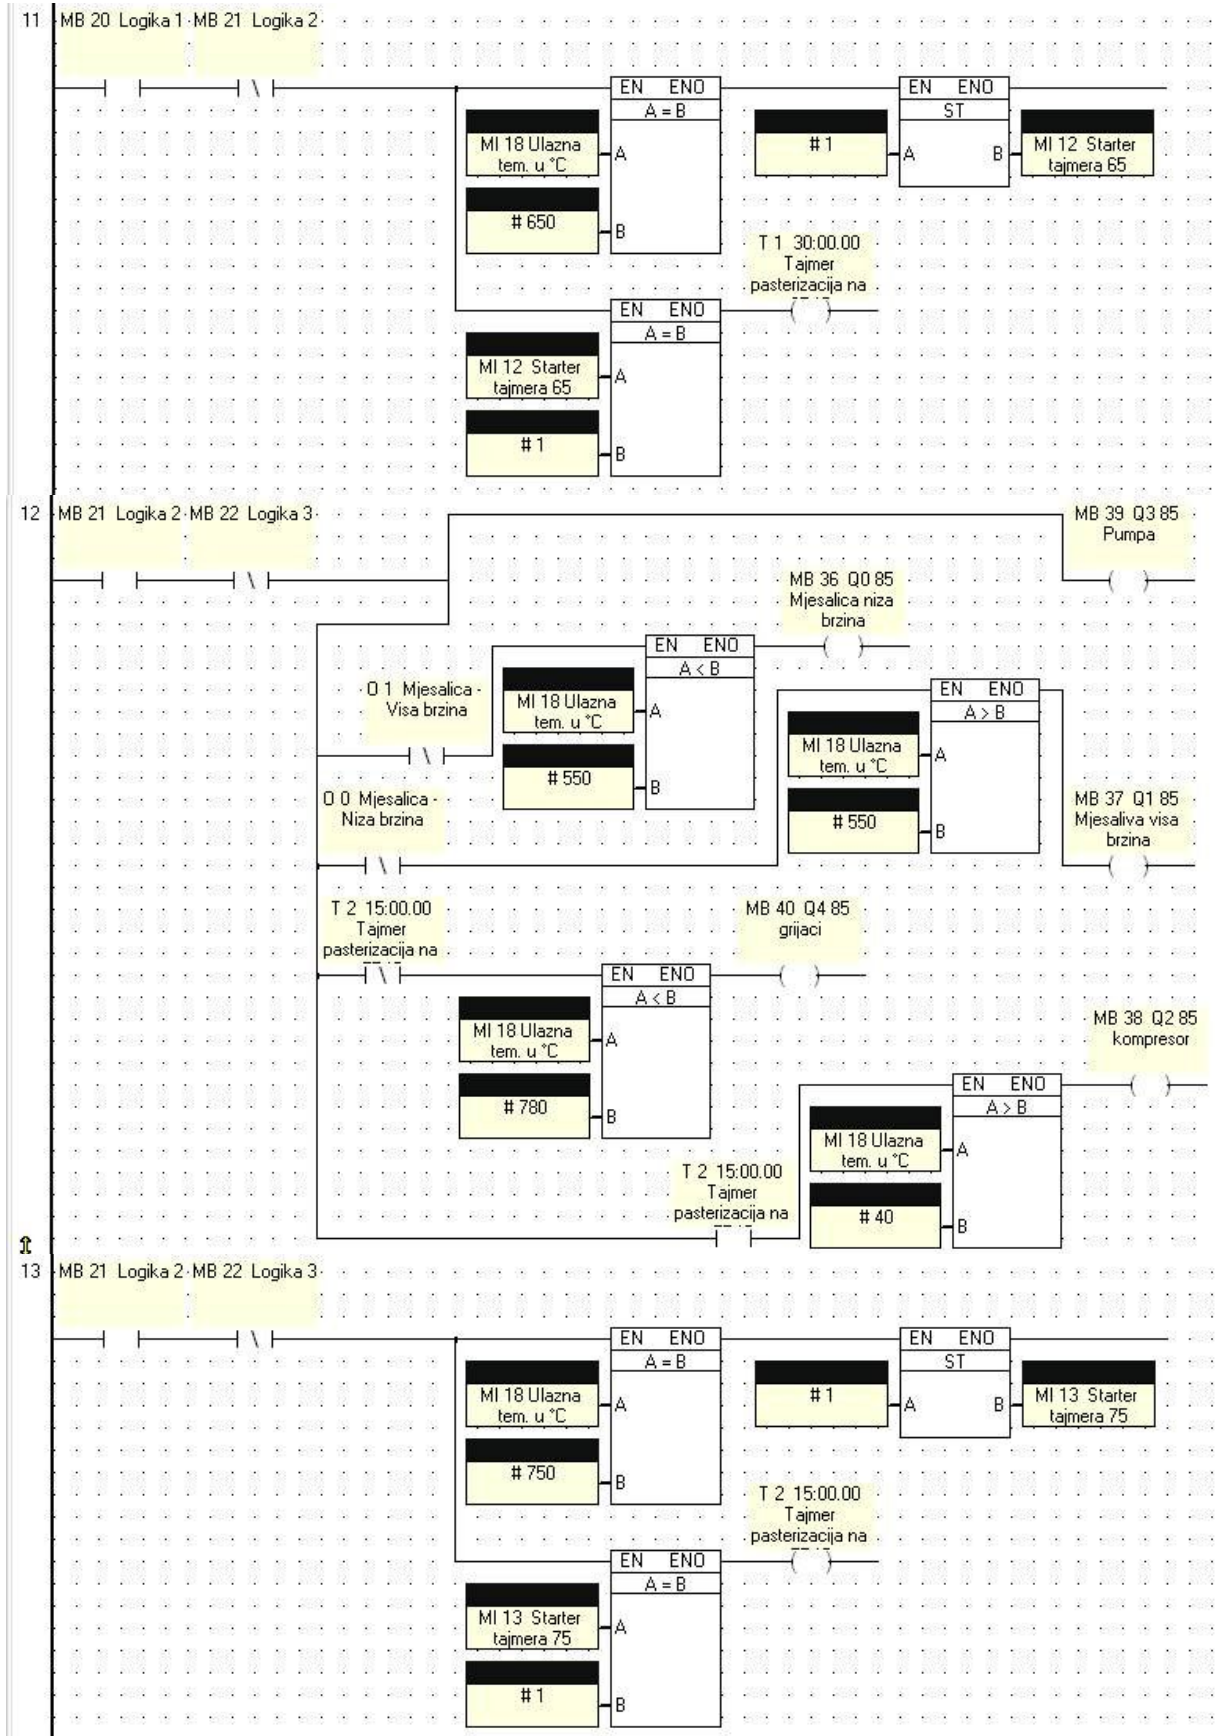 11
MB 20 Logika 1
MB 21 Logika 2
EN ENO
A = B
MI 18 Ulazna
tem. u °C
A
# 650
B
EN ENO
ST
# 1
A
B
MI 12 Starter
tajmera 65
T 1 30:00.00
Tajmer
pasterizacija na
EN ENO
A = B
MI 12 Starter
tajmera 65
A
# 1
B
12
MB 21 Logika 2
MB 22 Logika 3
MB 39 Q3 85
Pumpa
MB 36 Q0 85
Mjesalica niza
brzina
O 1 Mjesalica -
Visa brzina
EN ENO
A < B
MI 18 Ulazna
tem. u °C
A
# 550
B
O 0 Mjesalica -
Niza brzina
EN ENO
A > B
MI 18 Ulazna
tem. u °C
A
# 550
B
MB 37 Q1 85
Mjesaliva visa
brzina
T 2 15:00.00
Tajmer
pasterizacija na
EN ENO
A < B
MI 18 Ulazna
tem. u °C
A
# 780
B
MB 40 Q4 85
grijaci
T 2 15:00.00
Tajmer
pasterizacija na
EN ENO
A > B
MI 18 Ulazna
tem. u °C
A
# 40
B
MB 38 Q2 85
kompresor
13
MB 21 Logika 2
MB 22 Logika 3
EN ENO
A = B
MI 18 Ulazna
tem. u °C
A
# 750
B
EN ENO
ST
# 1
A
B
MI 13 Starter
tajmera 75
T 2 15:00.00
Tajmer
pasterizacija na
EN ENO
A = B
MI 13 Starter
tajmera 75
A
# 1
B